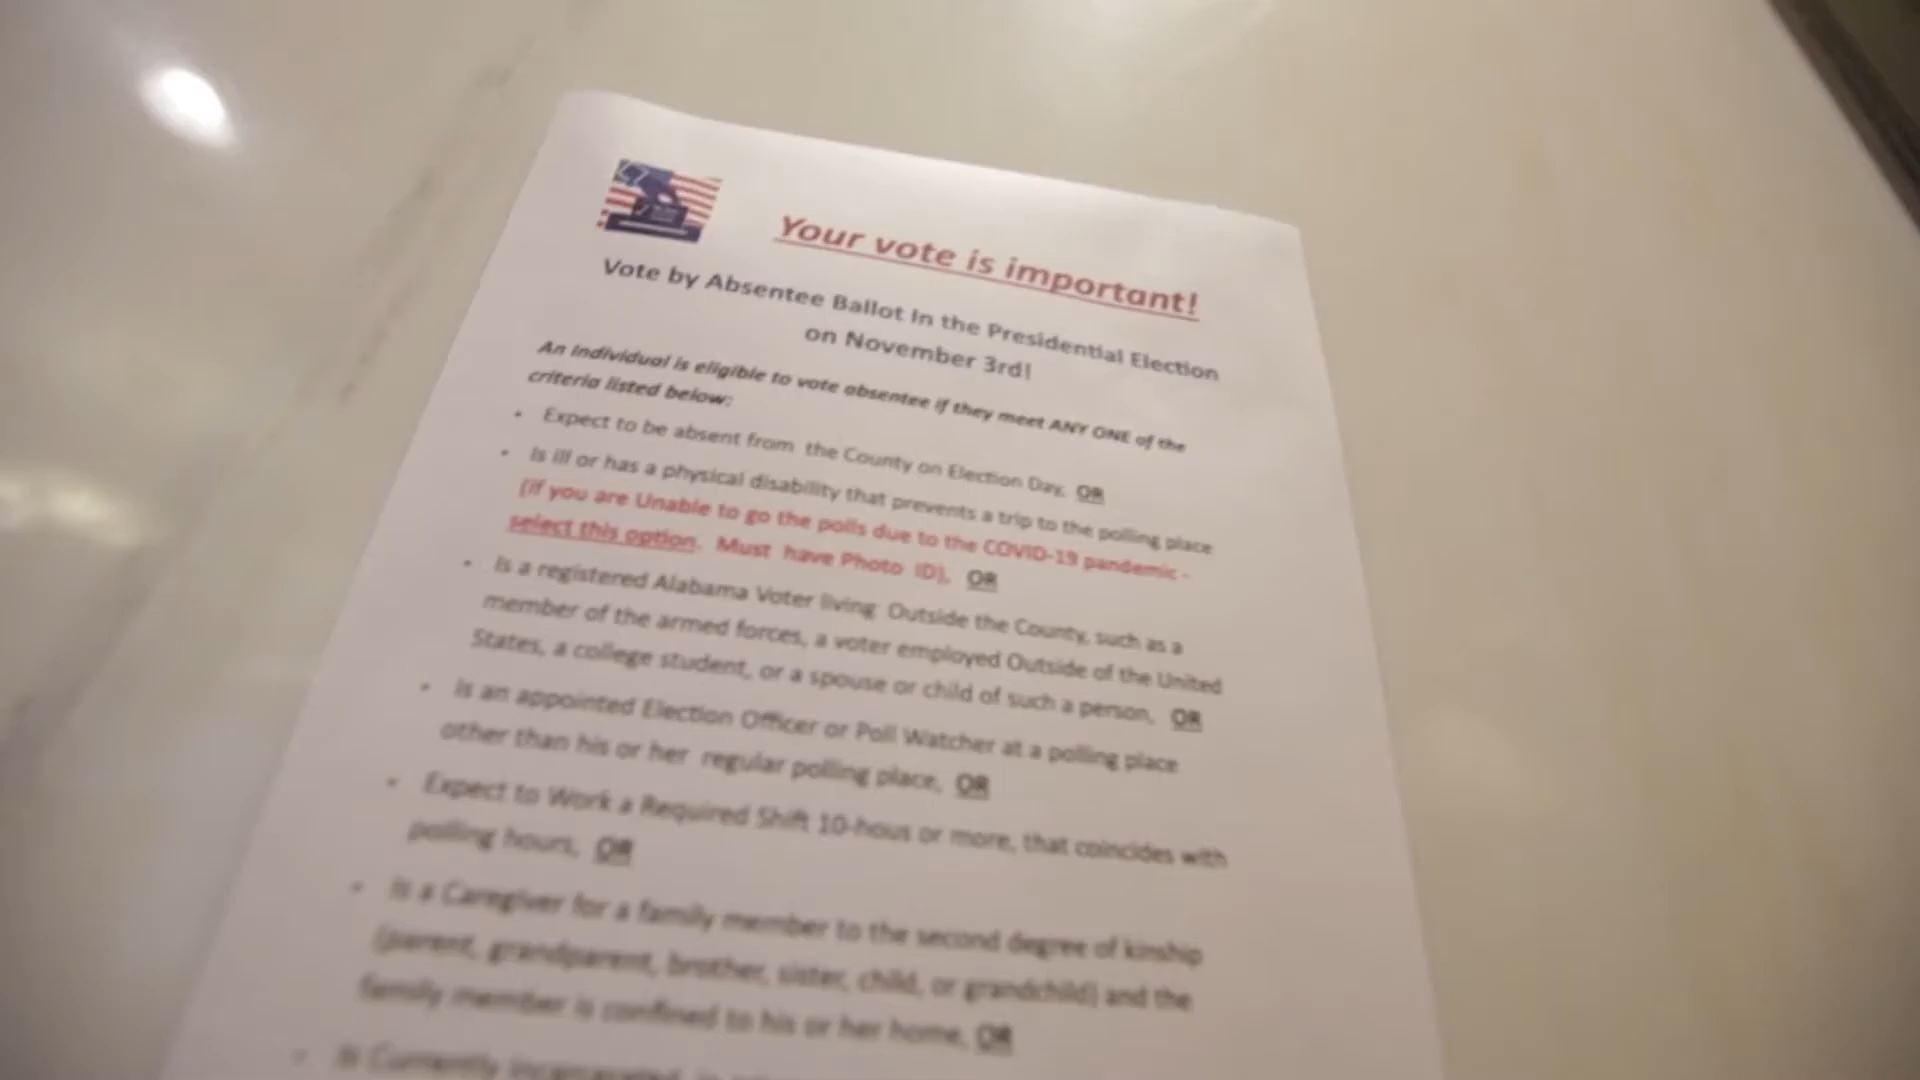 Your vote is important!
Vote by Absentee Ballot In the Presidential Election
on November 3rd!
An Individual is eligible to vote absentee if they meet ANY ONE of the
criteria listed below:
• Expect to be absent from the County on Election Day, OR
• Is ill or has a physical disability that prevents a trip to the polling place
(if you are Unable to go the polls due to the COVID-19 pandemic -
select this option. Must have Photo ID), OR
• Is a registered Alabama Voter living Outside the County, such as a
member of the armed forces, a voter employed Outside of the United
States, a college student, or a spouse or child of such a person, OR
• Is an appointed Election Officer or Poll Watcher at a polling place
other than his or her regular polling place, OR
• Expect to Work a Required Shift 10-hous or more, that coincides with
polling hours, OR
• Is a Caregiver for a family member to the second degree of kinship
(parent, grandparent, brother, sister, child, or grandchild) and the
family member is confined to his or her home, OR
• Is Currently incarcerated